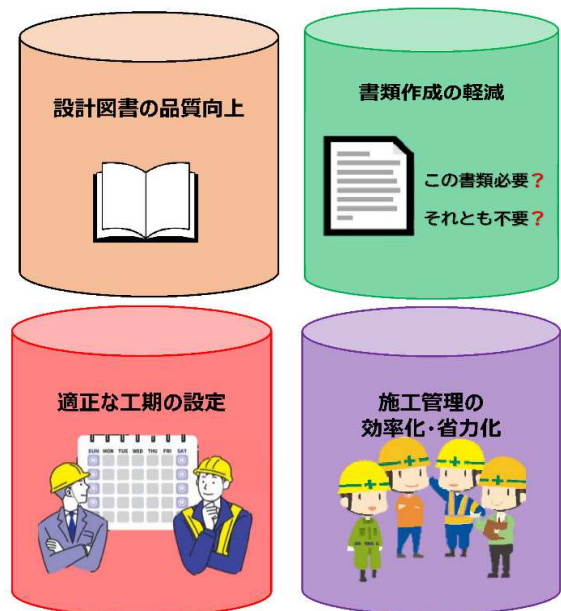 設計図書の品質向上
書類作成の軽減
この書類必要?
それとも不要?
適正な工期の設定
SUN MON TUE WED THU FRI SAT
施工管理の
効率化・省力化